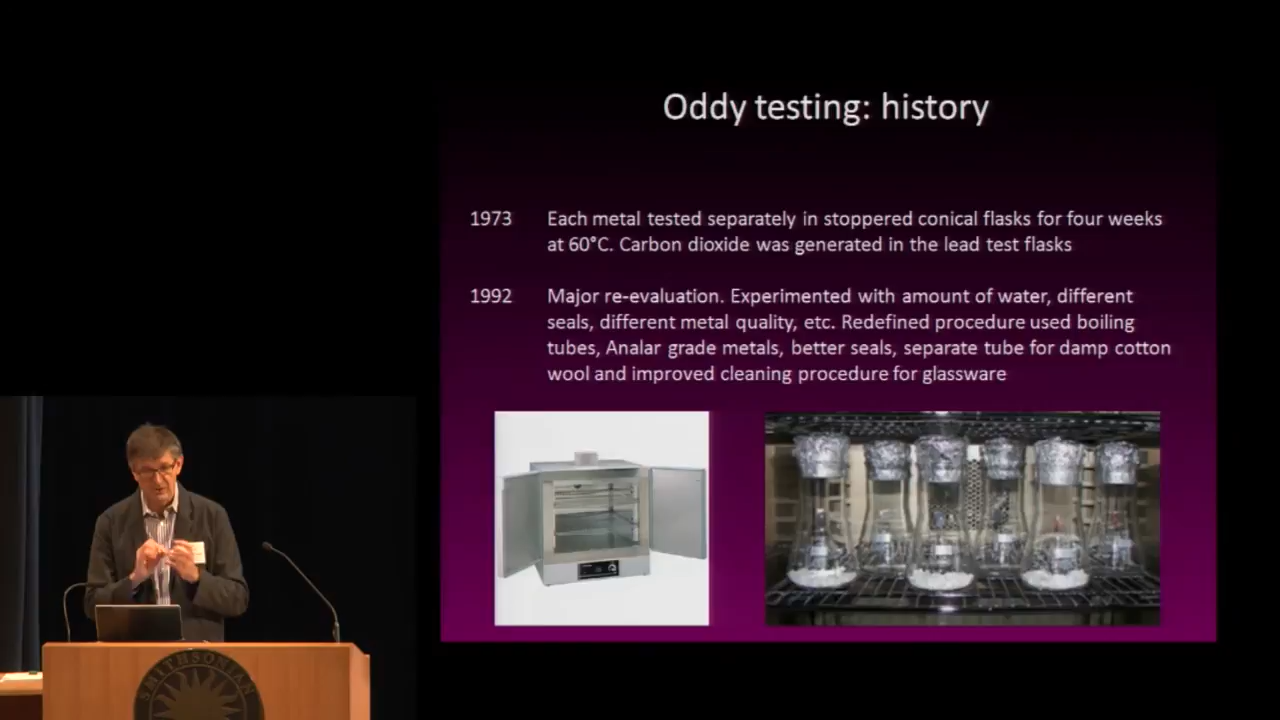 Oddy testing: history
1973 Each metal tested separately in stoppered conical flasks for four weeks
at 60°C. Carbon dioxide was generated in the lead test flasks
1992 Major re-evaluation. Experimented with amount of water, different
seals, different metal quality, etc. Redefined procedure used boiling
tubes, Analar grade metals, better seals, separate tube for damp cotton
wool and improved cleaning procedure for glassware
SMITHSONIAN